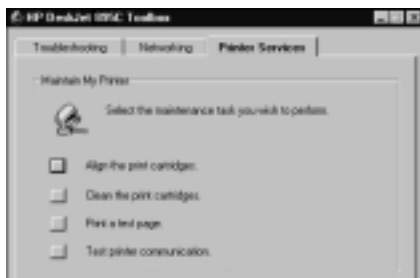 HP DeskJet 895C Toolbox
Troubleshooting Networking Printer Services
Maintain My Printer
Select the maintenance task you wish to perform.
Align the print cartridges.
Clean the print cartridges.
Print a test page.
Test printer communication.